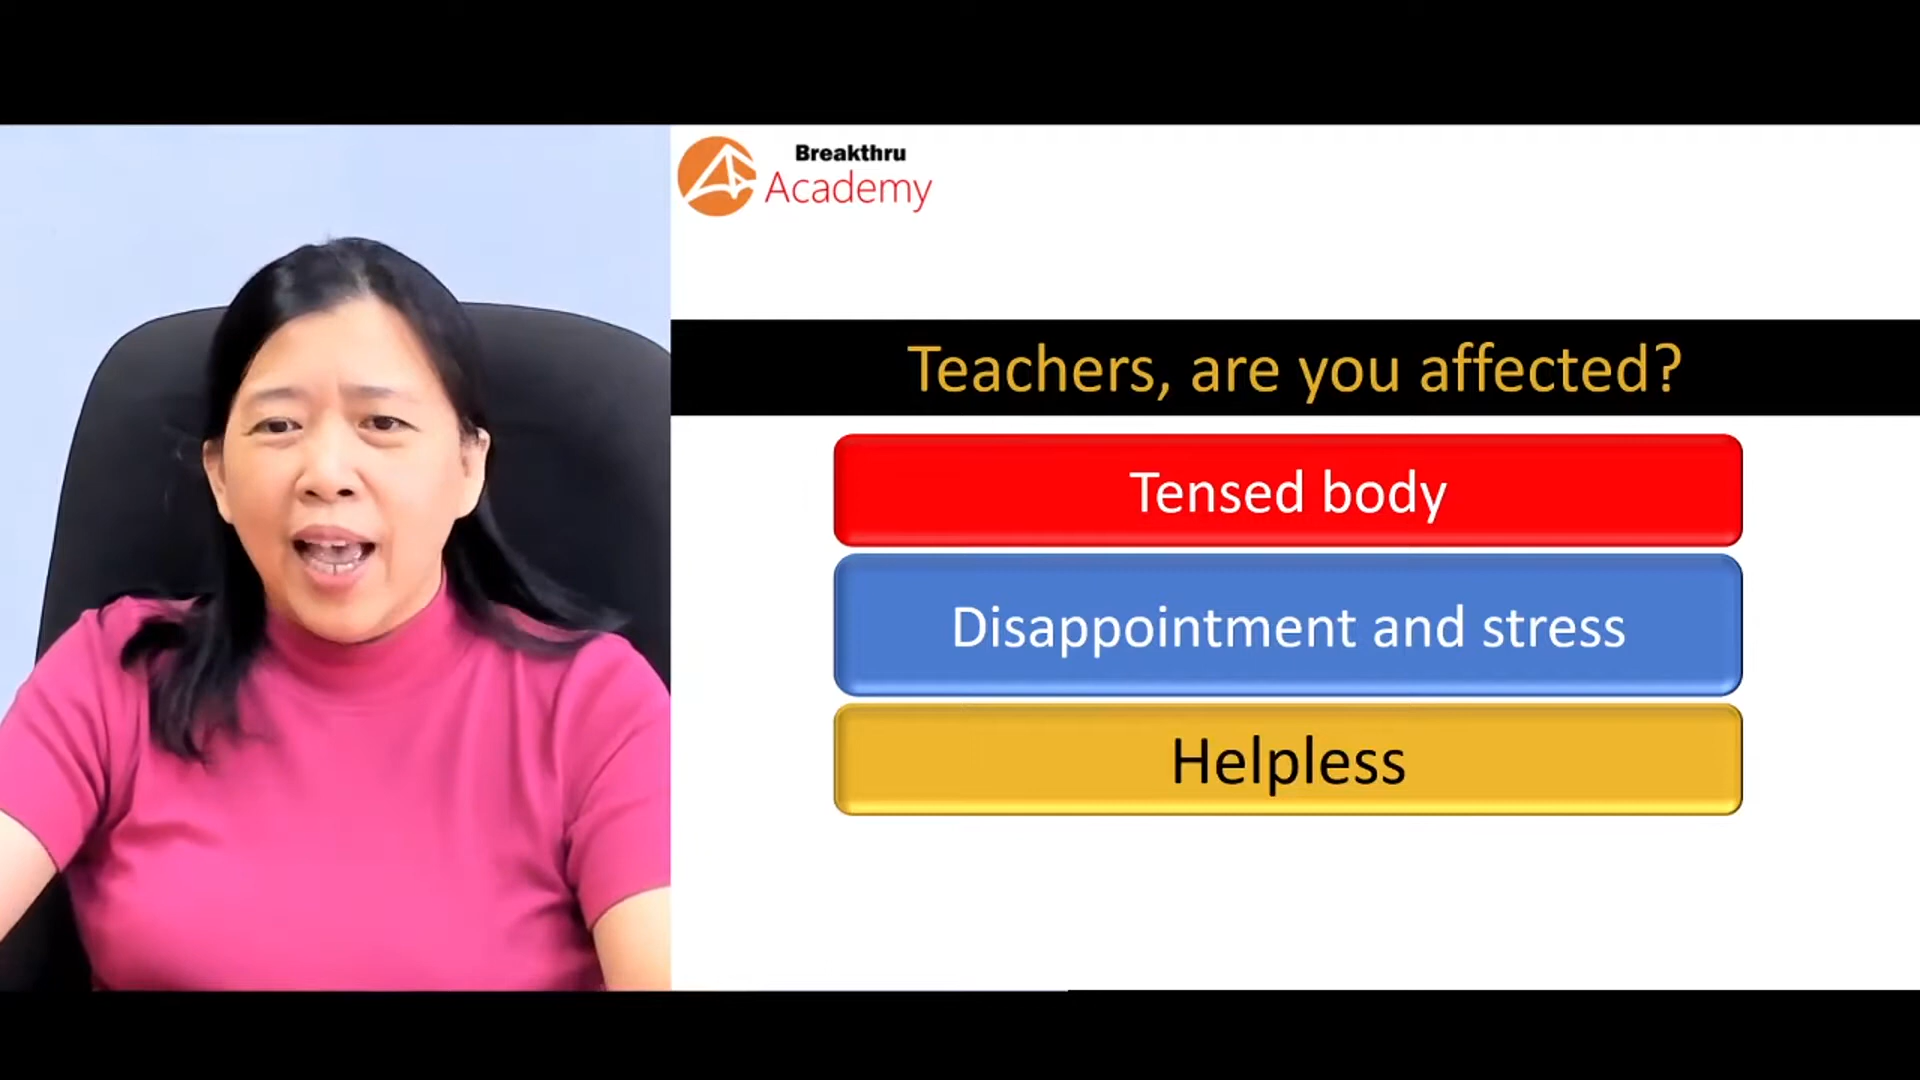 Breakthru
Academy
Teachers, are you affected?
Tensed body
Disappointment and stress
Helpless